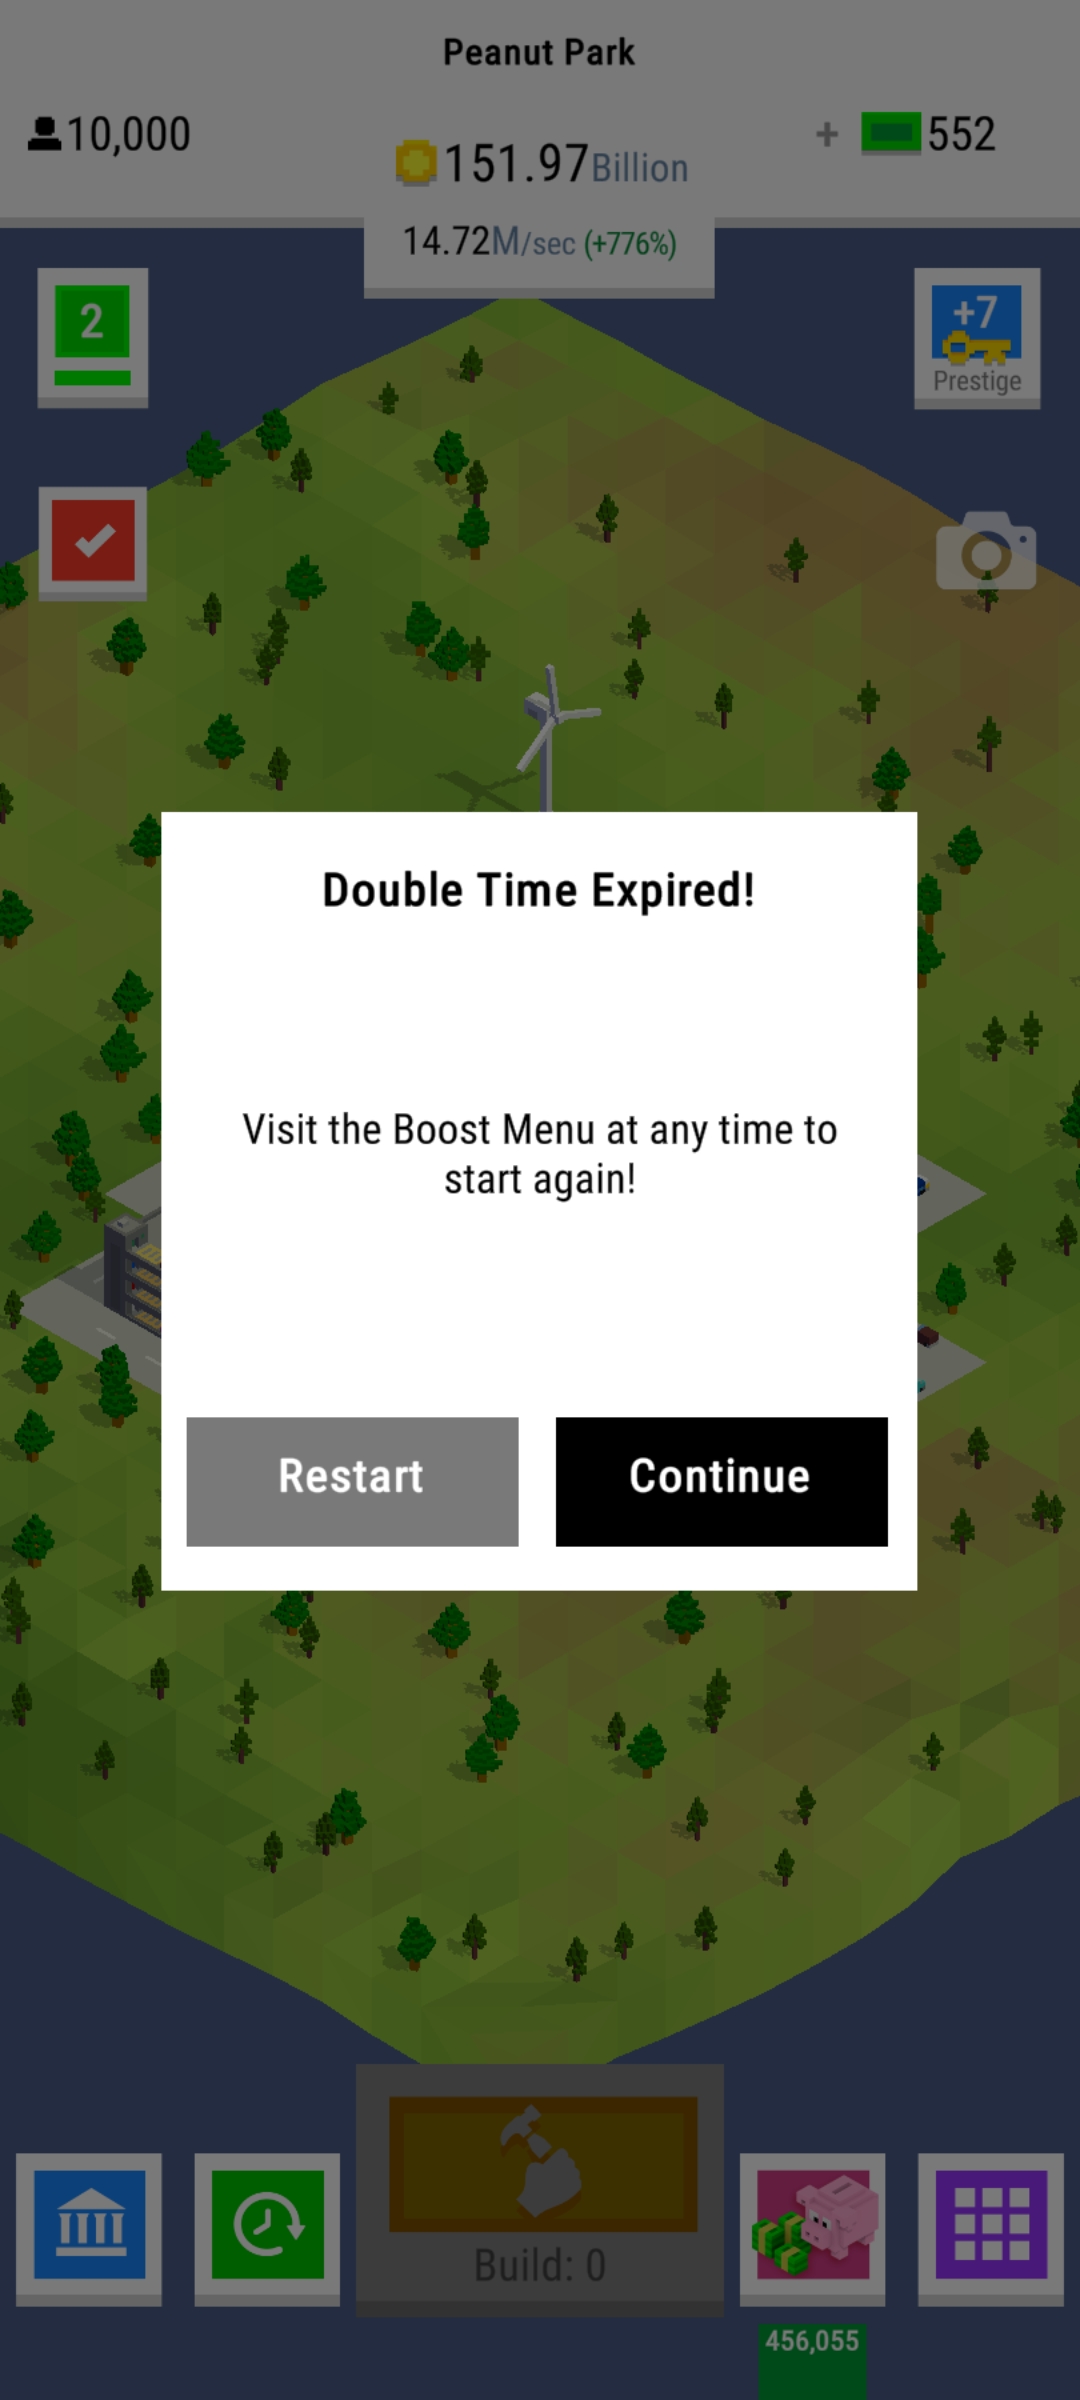 Peanut Park
10,000
151.97Billion
+ 552
14.72M/sec (+776%)
2
+7
Prestige
Double Time Expired!
Visit the Boost Menu at any time to
start again!
Restart
Continue
Build: 0
456,055